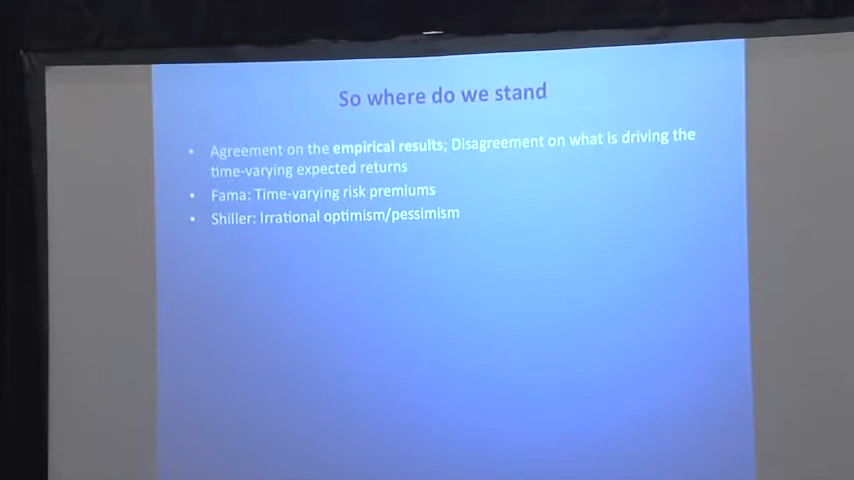 So where do we stand
• Agreement on the empirical results; Disagreement on what is driving the
time-varying expected returns
• Fama: Time-varying risk premiums
• Shiller: Irrational optimism/pessimism